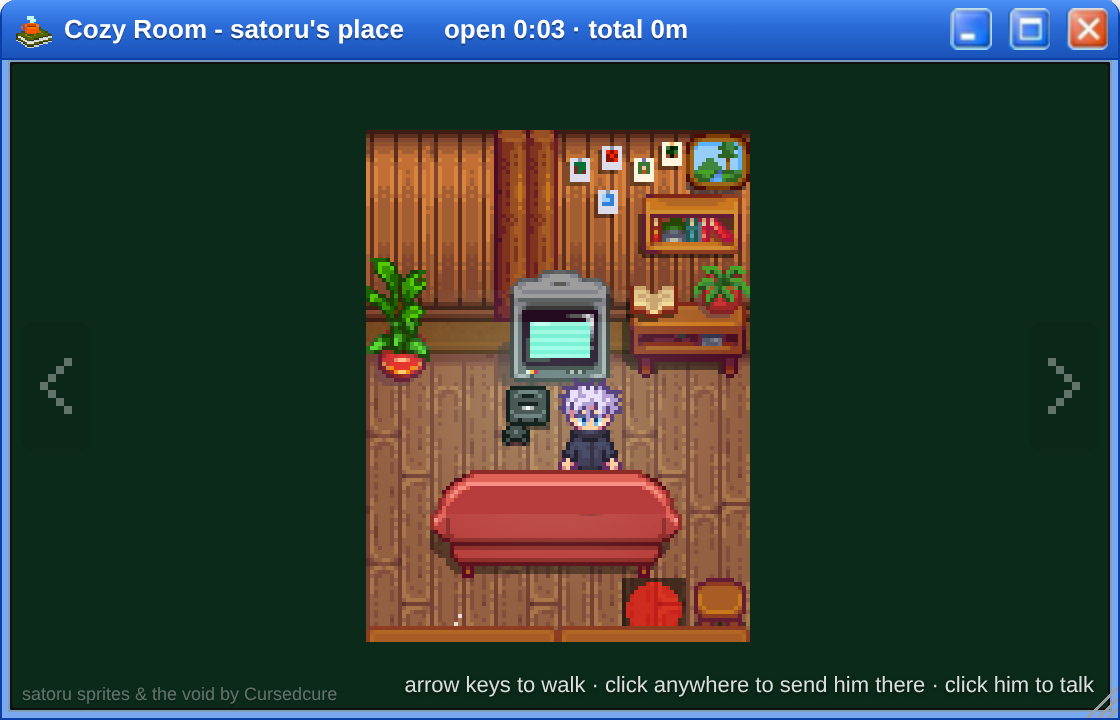 Cozy Room - satoru's place open 0:03 · total 0m
satoru sprites & the void by Cursedcure
arrow keys to walk · click anywhere to send him there · click him to talk